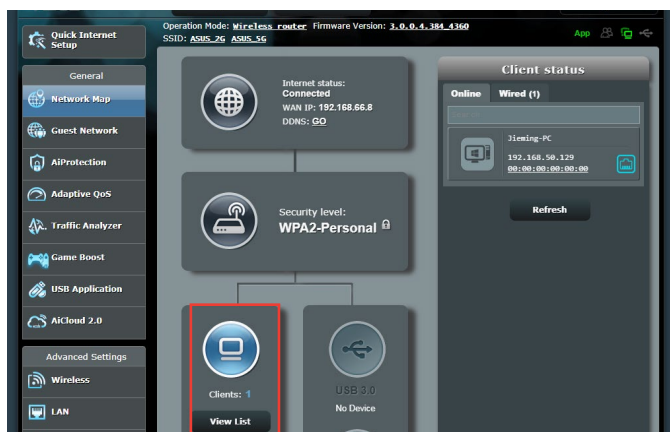 Operation Mode: Wireless router Firmware Version: 3.0.0.4.384_4360
SSID: ASUS_2G ASUS_5G
App
Quick Internet
Setup
General
Network Map
Guest Network
AiProtection
Adaptive QoS
Traffic Analyzer
Game Boost
USB Application
AiCloud 2.0
Advanced Settings
Wireless
LAN
Internet status:
Connected
WAN IP: 192.168.66.8
DDNS: GO
Security level:
WPA2-Personal
Clients: 1
View List
USB 3.0
No Device
Client status
Online Wired (1)
Jieming-PC
192.168.50.129
00:00:00:00:00:00
Refresh